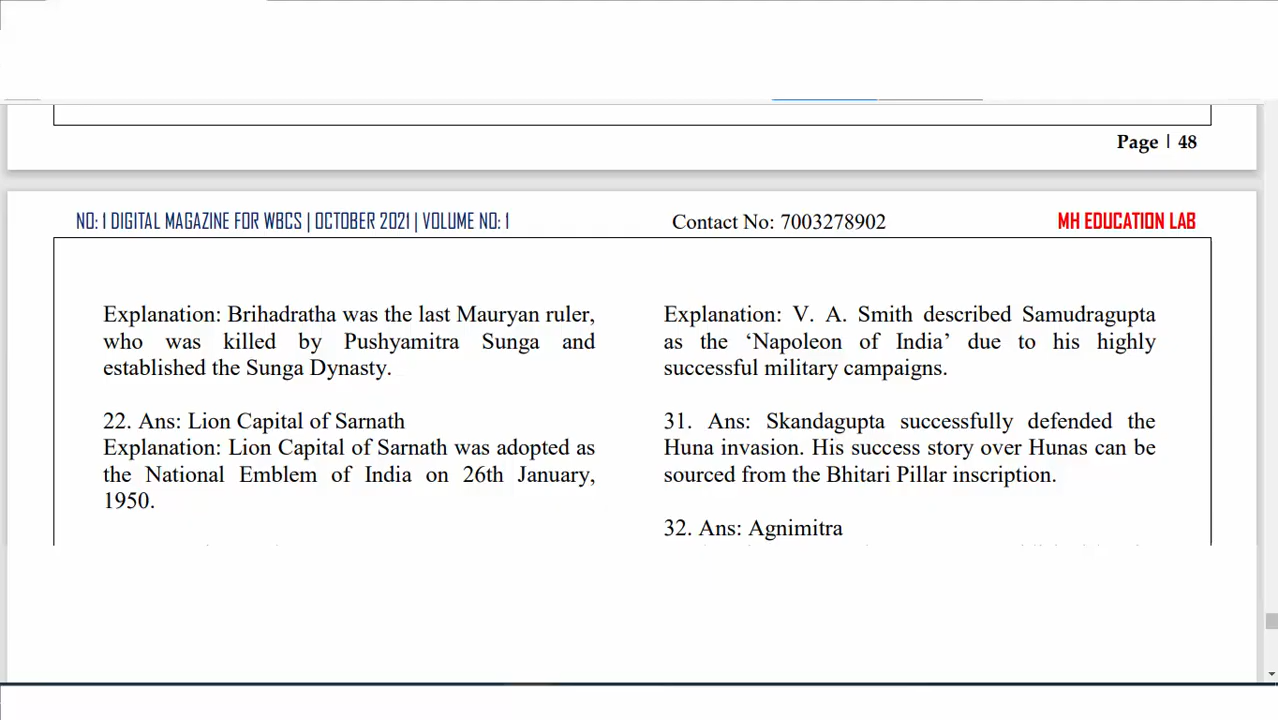 Page | 48
NO: 1 DIGITAL MAGAZINE FOR WBCS | OCTOBER 2021 | VOLUME NO: 1
Contact No: 7003278902
MH EDUCATION LAB
Explanation: Brihadratha was the last Mauryan ruler,
who was killed by Pushyamitra Sunga and
established the Sunga Dynasty.
22. Ans: Lion Capital of Sarnath
Explanation: Lion Capital of Sarnath was adopted as
the National Emblem of India on 26th January,
1950.
Explanation: V. A. Smith described Samudragupta
as the ‘Napoleon of India’ due to his highly
successful military campaigns.
31. Ans: Skandagupta successfully defended the
Huna invasion. His success story over Hunas can be
sourced from the Bhitari Pillar inscription.
32. Ans: Agnimitra